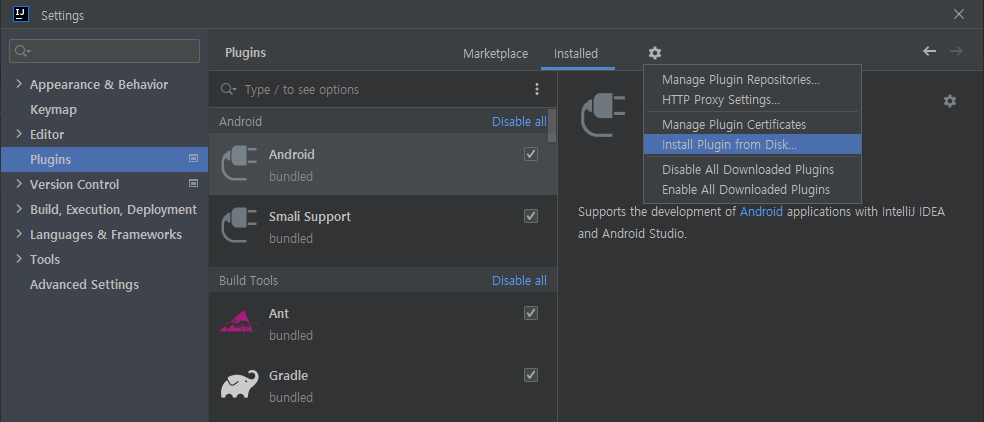 IJ
Settings
Appearance & Behavior
Keymap
Editor
Plugins
Version Control
Build, Execution, Deployment
Languages & Frameworks
Tools
Advanced Settings
Plugins
Marketplace
Installed
Type / to see options
Android
Disable all
Android
bundled
Smali Support
bundled
Build Tools
Disable all
Ant
bundled
Gradle
bundled
Manage Plugin Repositories...
HTTP Proxy Settings...
Manage Plugin Certificates
Install Plugin from Disk...
Disable All Downloaded Plugins
Enable All Downloaded Plugins
Supports the development of Android applications with IntelliJ IDEA
and Android Studio.